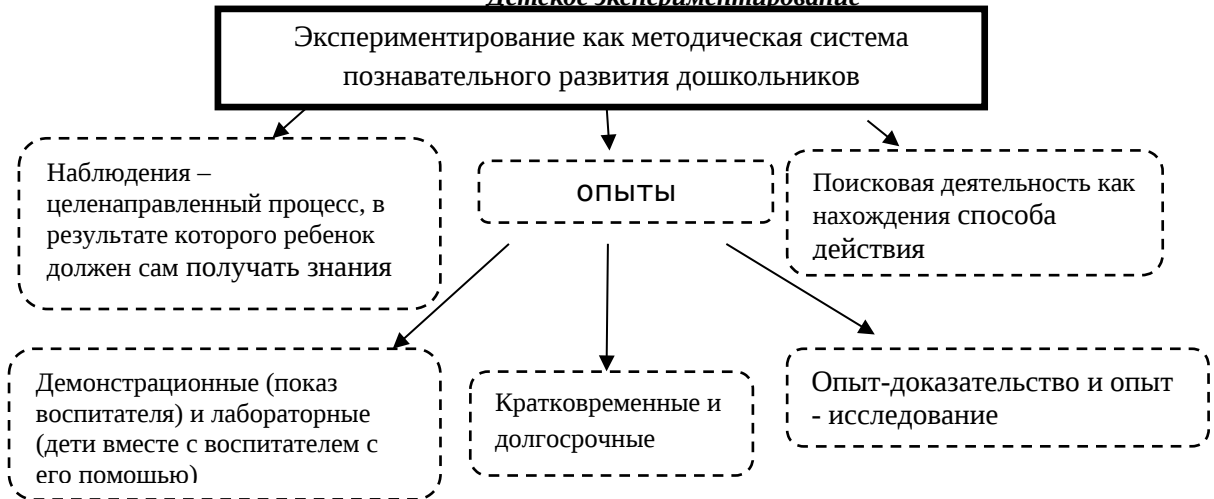 Детское экспериментирование
Экспериментирование как методическая система
познавательного развития дошкольников
Наблюдения –
целенаправленный процесс, в
результате которого ребенок
должен сам получать знания
опыты
Поисковая деятельность как
нахождения способа
действия
Демонстрационные (показ
воспитателя) и лабораторные
(дети вместе с воспитателем с
его помощью)
Кратковременные и
долгосрочные
Опыт-доказательство и опыт
- исследование